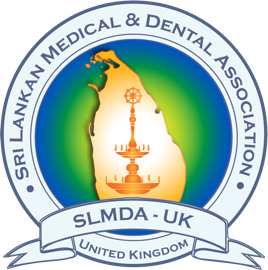 • SRI LANKAN MEDICAL & DENTAL ASSOCIATION •
SLMDA - UK
UNITED KINGDOM